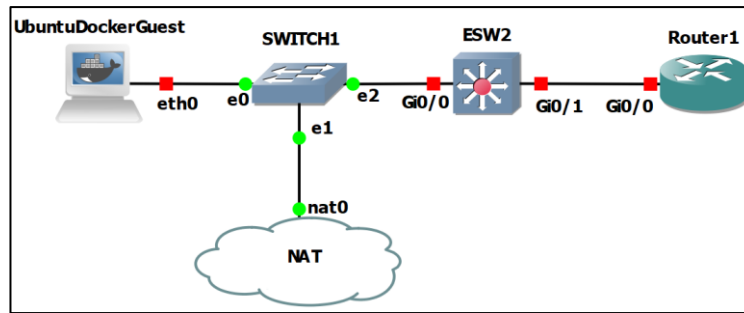 UbuntuDockerGuest
SWITCH1
ESW2
Router1
eth0
e0
e2
Gi0/0
Gi0/1
Gi0/0
e1
nat0
NAT